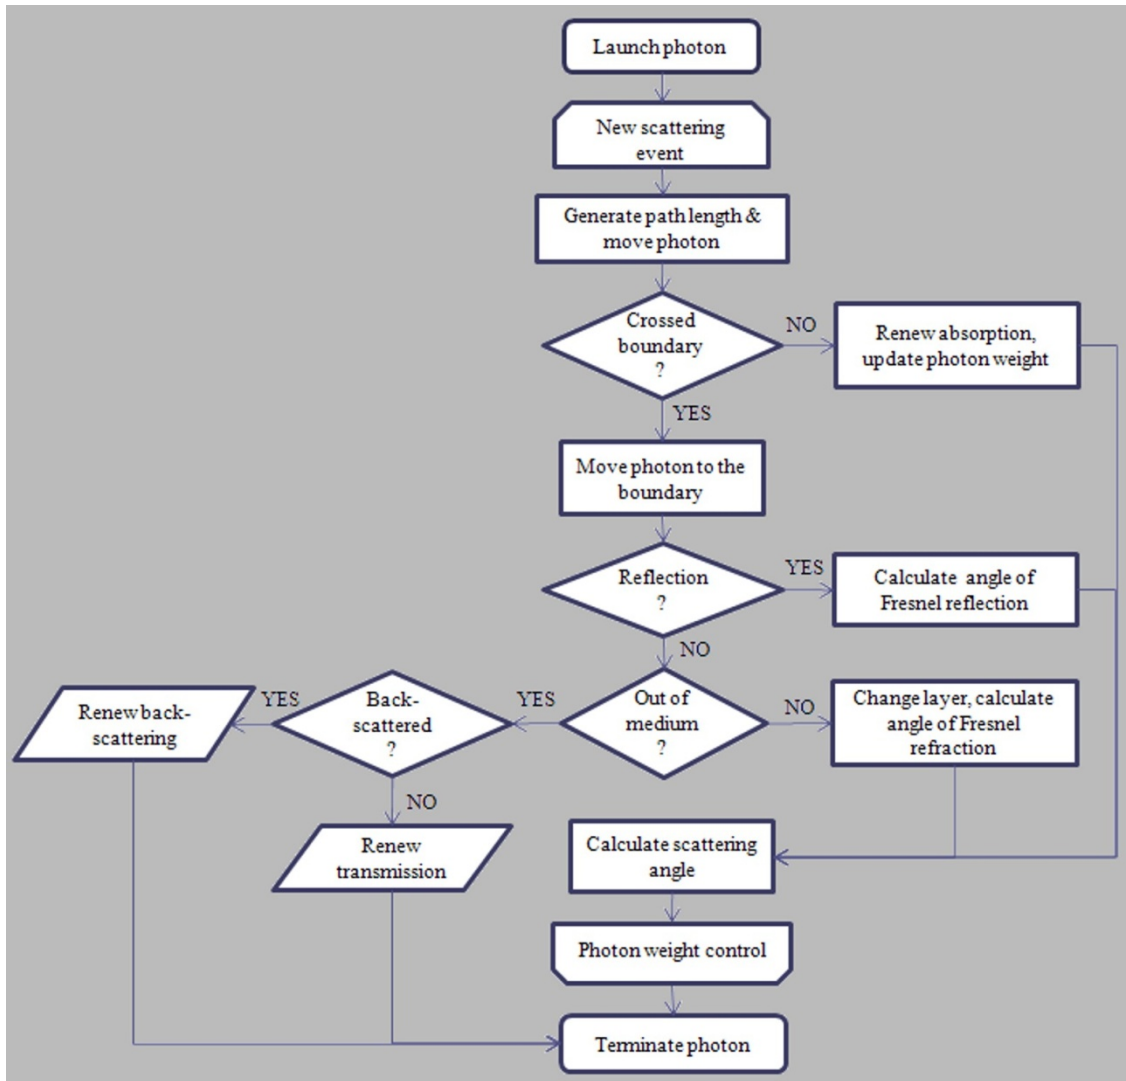 Launch photon
New scattering
event
Generate path length &
move photon
Crossed
boundary
?
NO
Renew absorption,
update photon weight
YES
Move photon to the
boundary
Reflection
?
YES
Calculate angle of
Fresnel reflection
NO
Out of
medium
?
NO
Change layer, calculate
angle of Fresnel
refraction
YES
Back-
scattered
?
YES
Renew back-
scattering
NO
Renew
transmission
Calculate scattering
angle
Photon weight control
Terminate photon